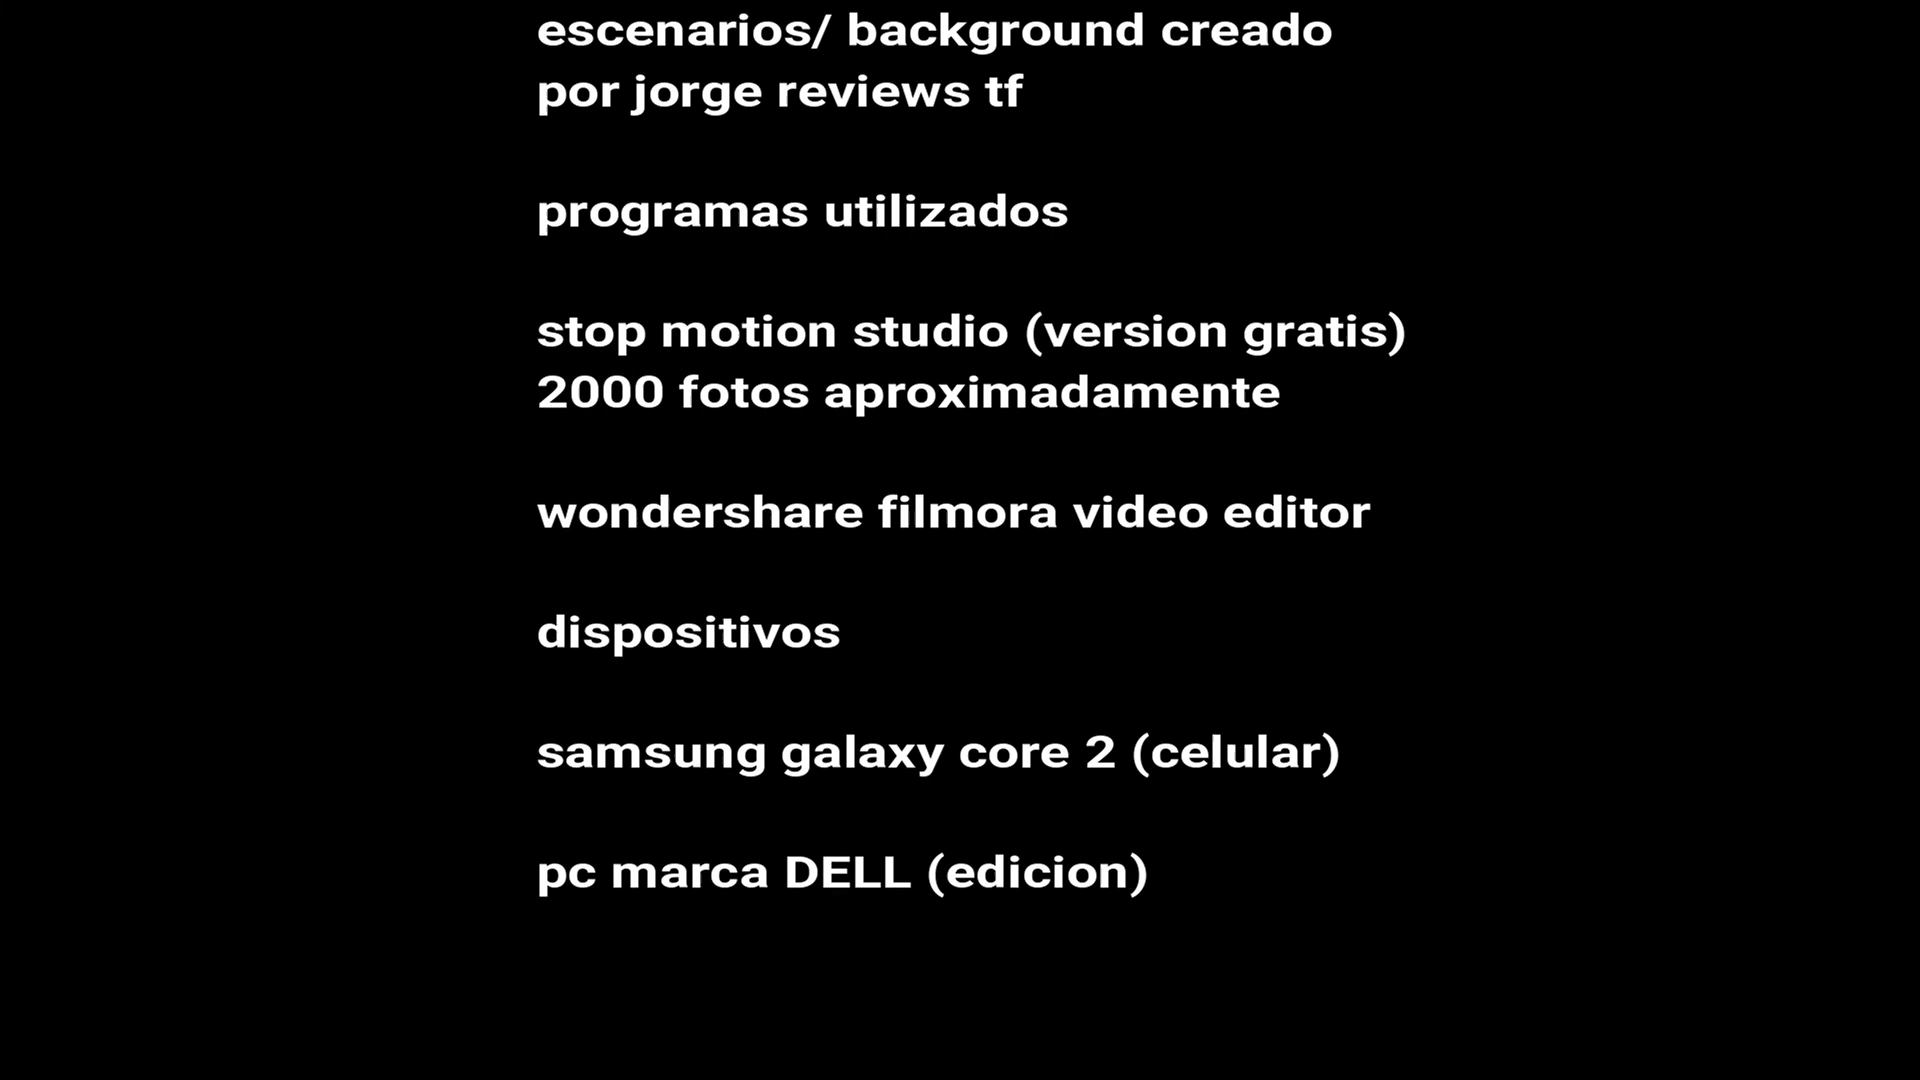 escenarios/ background creado
por jorge reviews tf
programas utilizados
stop motion studio (version gratis)
2000 fotos aproximadamente
wondershare filmora video editor
dispositivos
samsung galaxy core 2 (celular)
pc marca DELL (edicion)